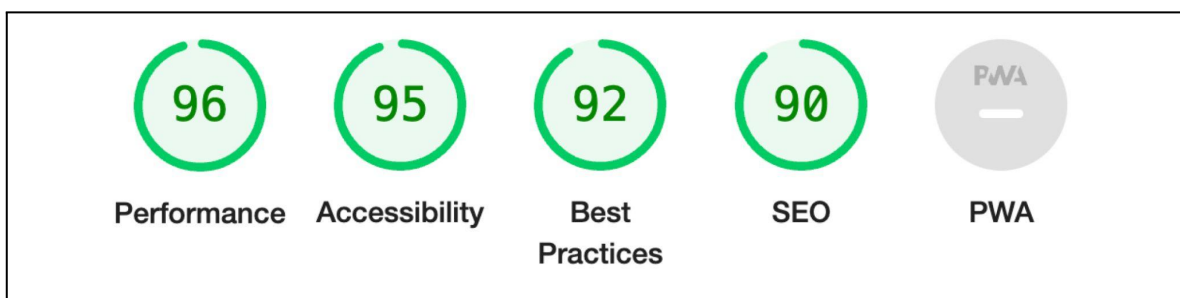 96 95 92 90 PWA
Performance Accessibility Best Practices SEO PWA